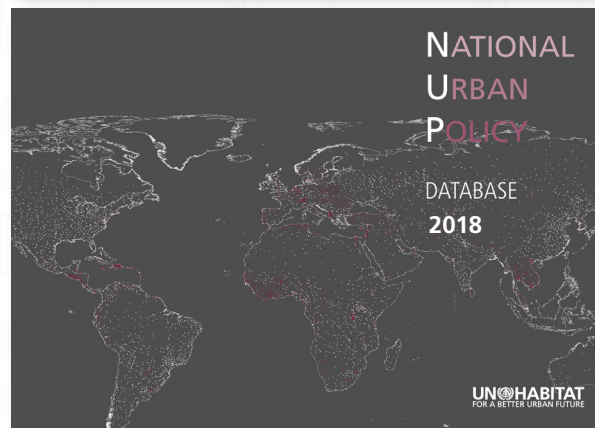 NATIONAL
URBAN
POLICY
DATABASE
2018
UN HABITAT
FOR A BETTER URBAN FUTURE